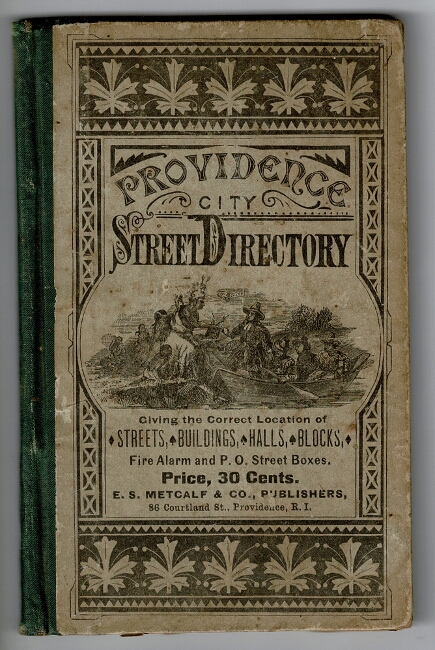 PROVIDENCE
CITY
STREET DIRECTORY
Giving the Correct Location of
STREETS, BUILDINGS, HALLS, BLOCKS,
Fire Alarm and P. O. Street Boxes.
Price, 30 Cents.
E. S. METCALF & CO., PUBLISHERS,
86 Courtland St., Providence, R. I.